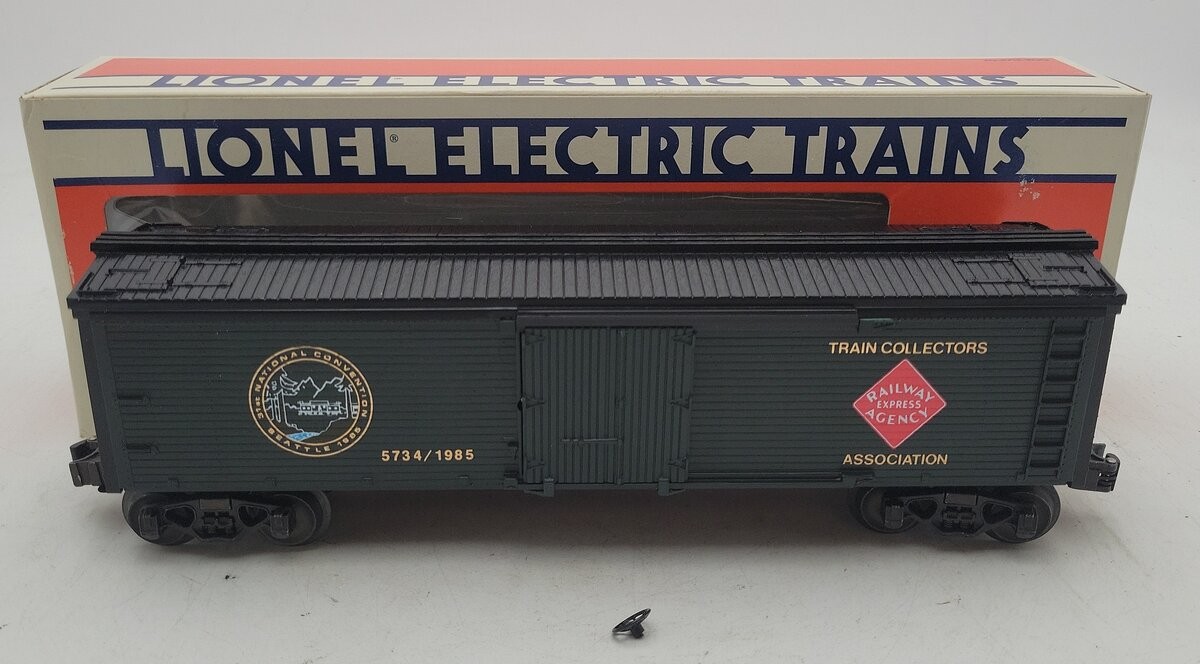 LIONEL ELECTRIC TRAINS
LIONEL® ELECTRIC TRAINS
31st NATIONAL CONVENTION
SEATTLE 1985
5734/1985
TRAIN COLLECTORS
RAILWAY
EXPRESS
AGENCY
ASSOCIATION